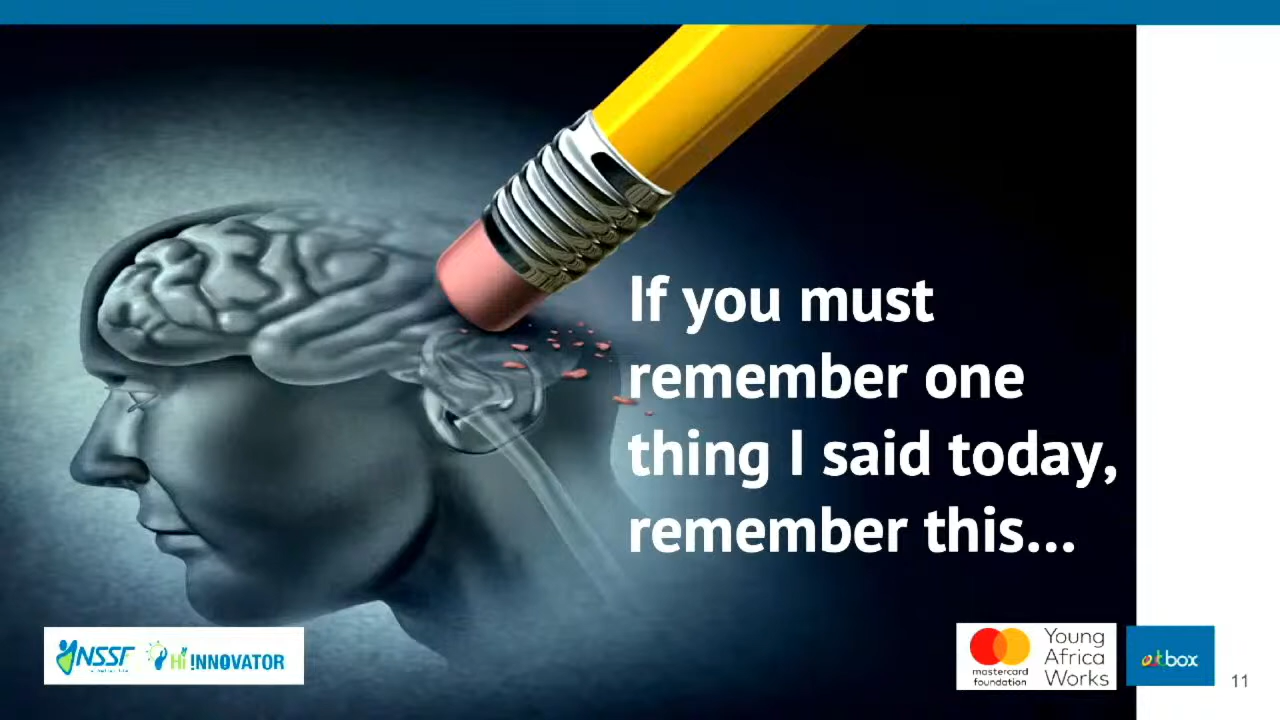 If you must
remember one
thing I said today,
remember this...
NSSF
Hi !NNOVATOR
mastercard
foundation
Young
Africa
Works
box
11